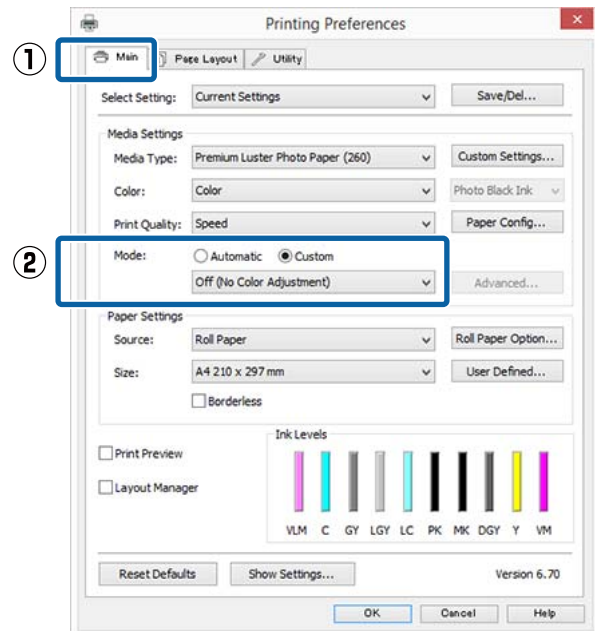 Printing Preferences
①
Main Page Layout Utility
Select Setting: Current Settings Save/Del...
Media Settings
Media Type: Premium Luster Photo Paper (260) Custom Settings...
Color: Color Photo Black Ink
Print Quality: Speed Paper Config...
②
Mode: Automatic Custom
Off (No Color Adjustment) Advanced...
Paper Settings
Source: Roll Paper Roll Paper Option...
Size: A4 210 x 297 mm User Defined...
Borderless
Ink Levels
Print Preview
Layout Manager
VLM C GY LGY LC PK MK DGY Y VM
Reset Defaults Show Settings... Version 6.70
OK Cancel Help